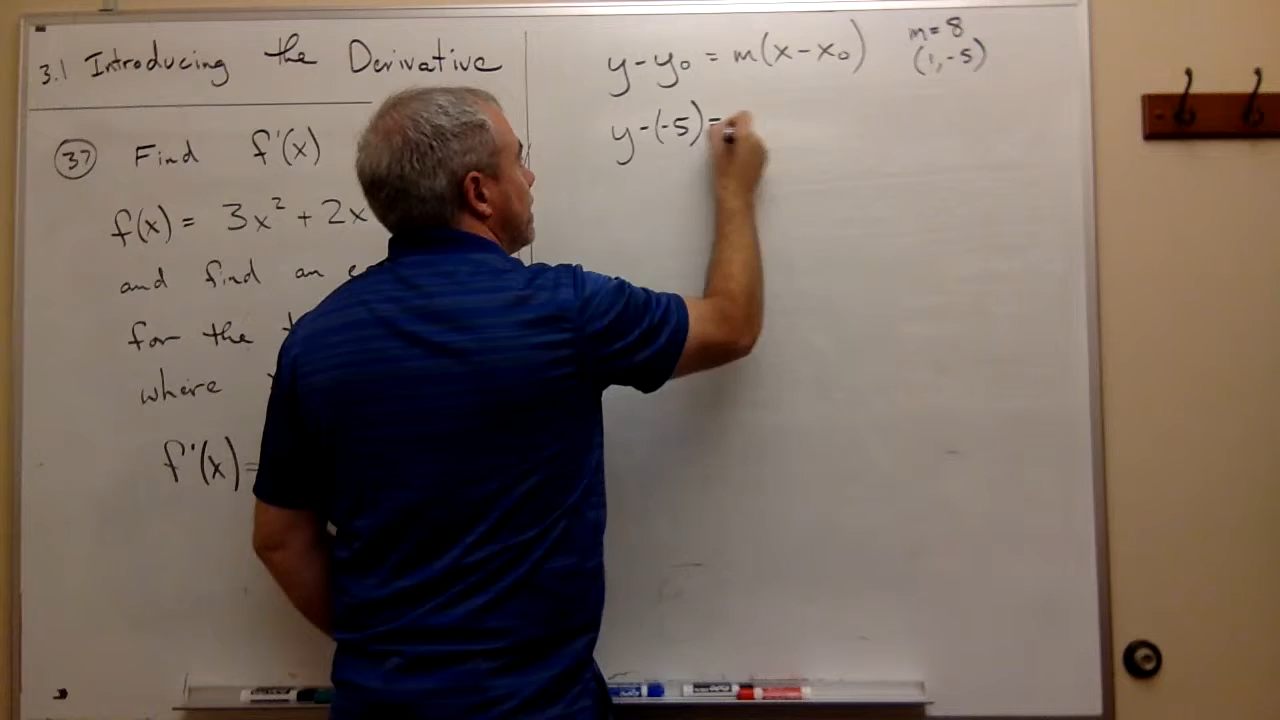 3.1 Introducing the Derivative
37 Find f'(x)
f(x) = 3x² + 2x
and find an
for the
where
f'(x) =
y - y₀ = m(x - x₀)
m = 8
(1, -5)
y - (-5) =